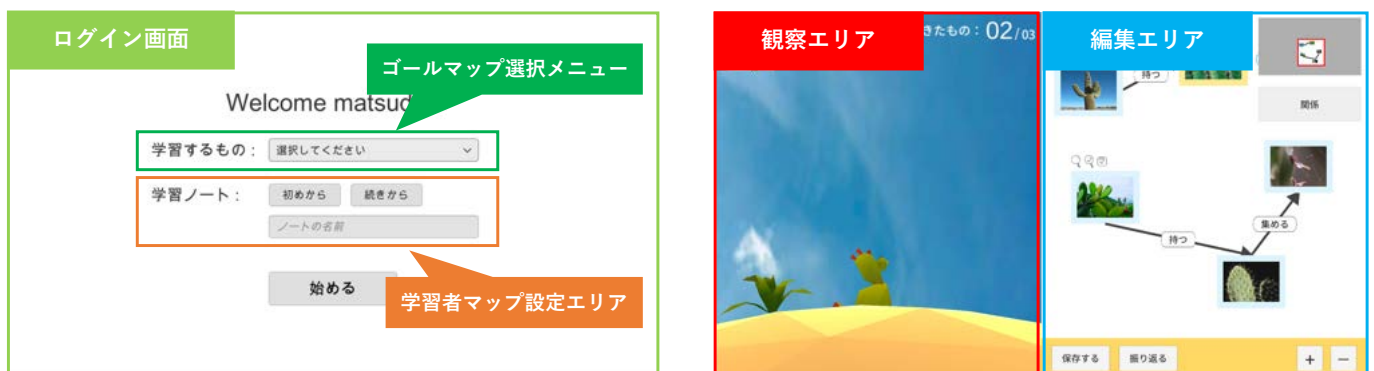 ログイン画面
ゴールマップ選択メニュー
Welcome matsud
学習するもの：
選択してください
学習ノート：
初めから
続きから
ノートの名前
始める
学習者マップ設定エリア
観察エリア
きたもの：02/03
編集エリア
持つ
関係
集める
持つ
保存する
振り返る
+
−